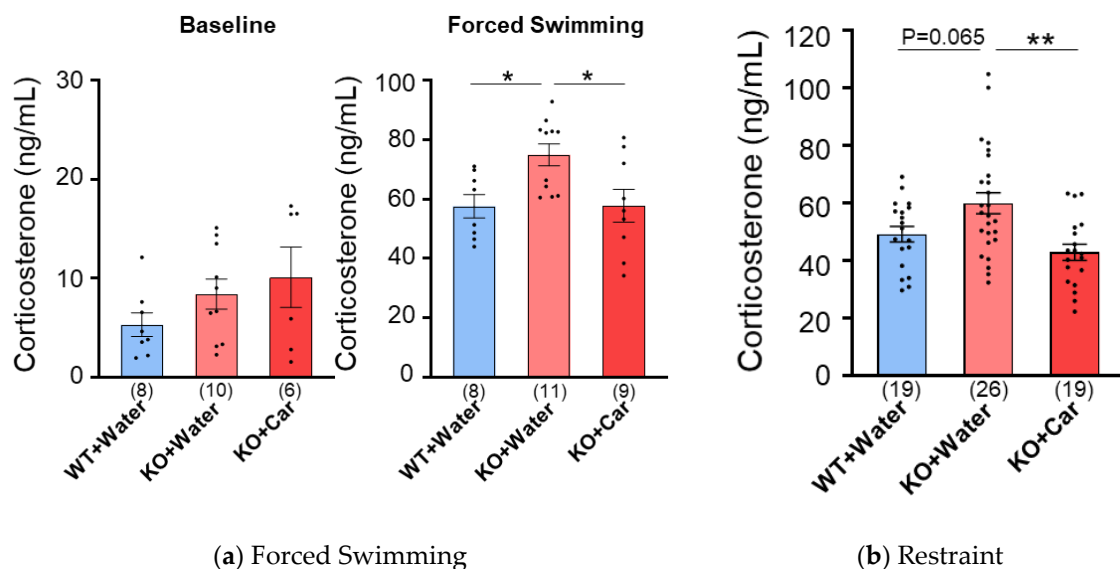 Baseline
Corticosterone (ng/mL)
30
20
10
0
(8)
(10)
(6)
WT+Water
KO+Water
KO+Car
Forced Swimming
Corticosterone (ng/mL)
100
80
60
40
20
0
* *
(8)
(11)
(9)
WT+Water
KO+Water
KO+Car
(a) Forced Swimming
Corticosterone (ng/mL)
120
100
80
60
40
20
0
P=0.065 **
(19)
(26)
(19)
WT+Water
KO+Water
KO+Car
(b) Restraint